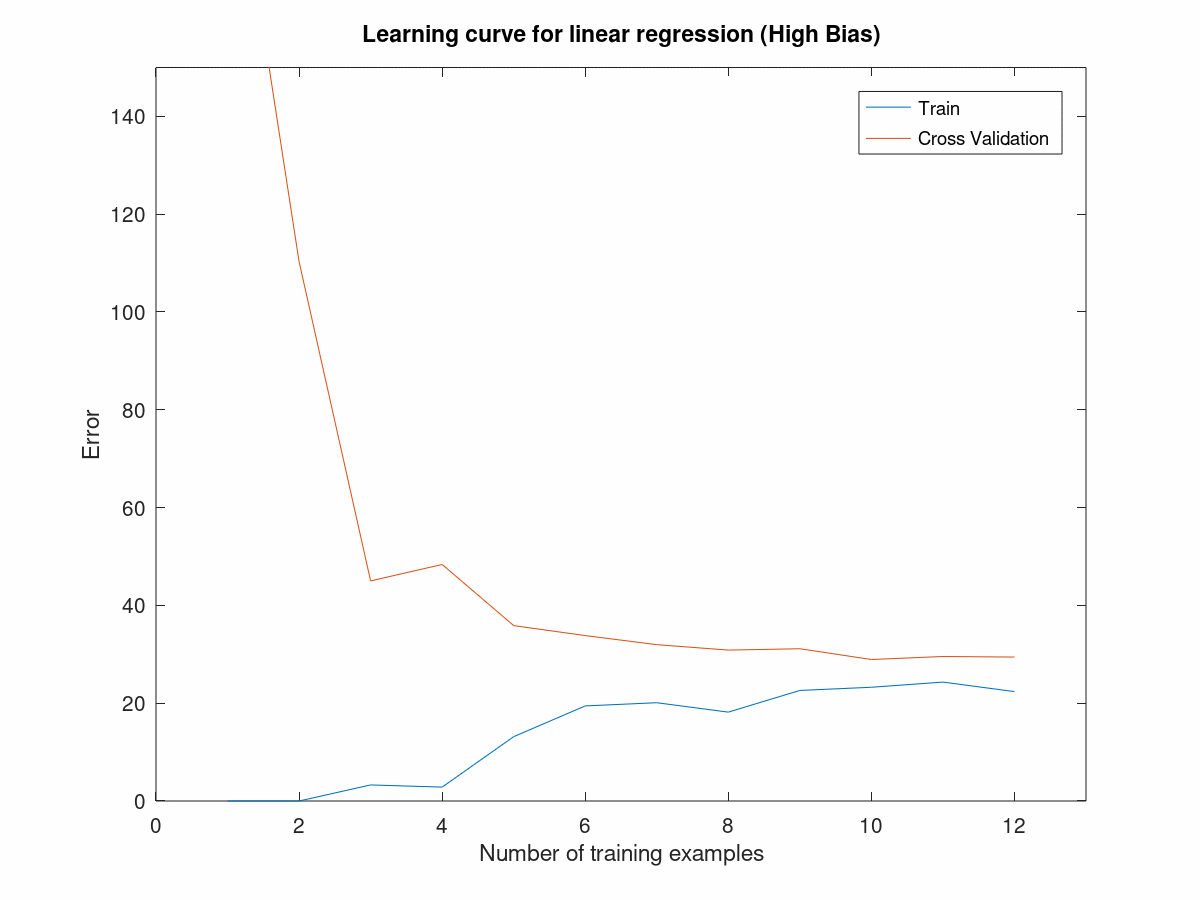 Learning curve for linear regression (High Bias)
Train
Cross Validation
140
120
100
80
60
40
20
0
Error
0 2 4 6 8 10 12
Number of training examples